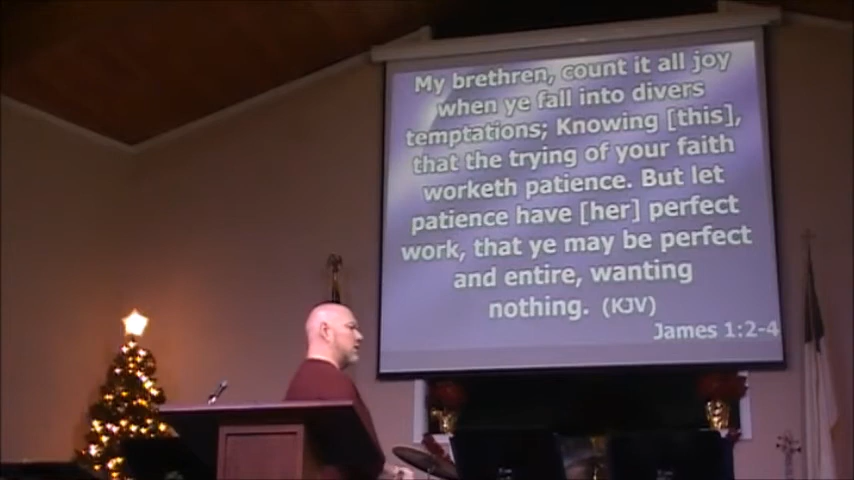 My brethren, count it all joy
when ye fall into divers
temptations; Knowing [this],
that the trying of your faith
worketh patience. But let
patience have [her] perfect
work, that ye may be perfect
and entire, wanting
nothing. (KJV)
James 1:2-4